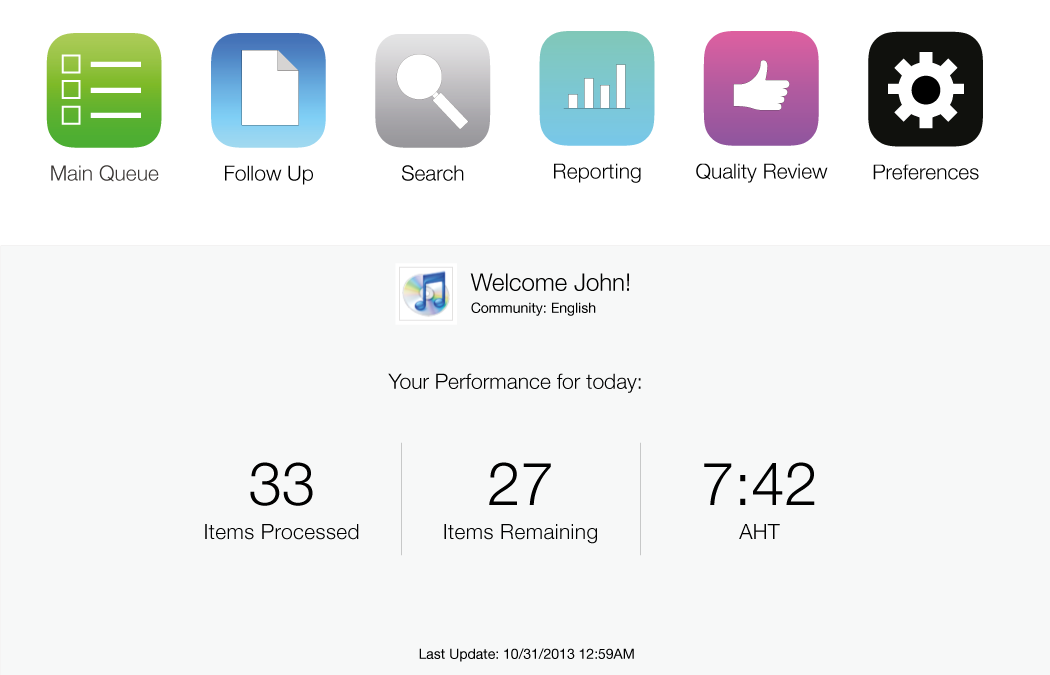 Main Queue
Follow Up
Search
Reporting
Quality Review
Preferences
Welcome John!
Community: English
Your Performance for today:
33
Items Processed
27
Items Remaining
7:42
AHT
Last Update: 10/31/2013 12:59AM